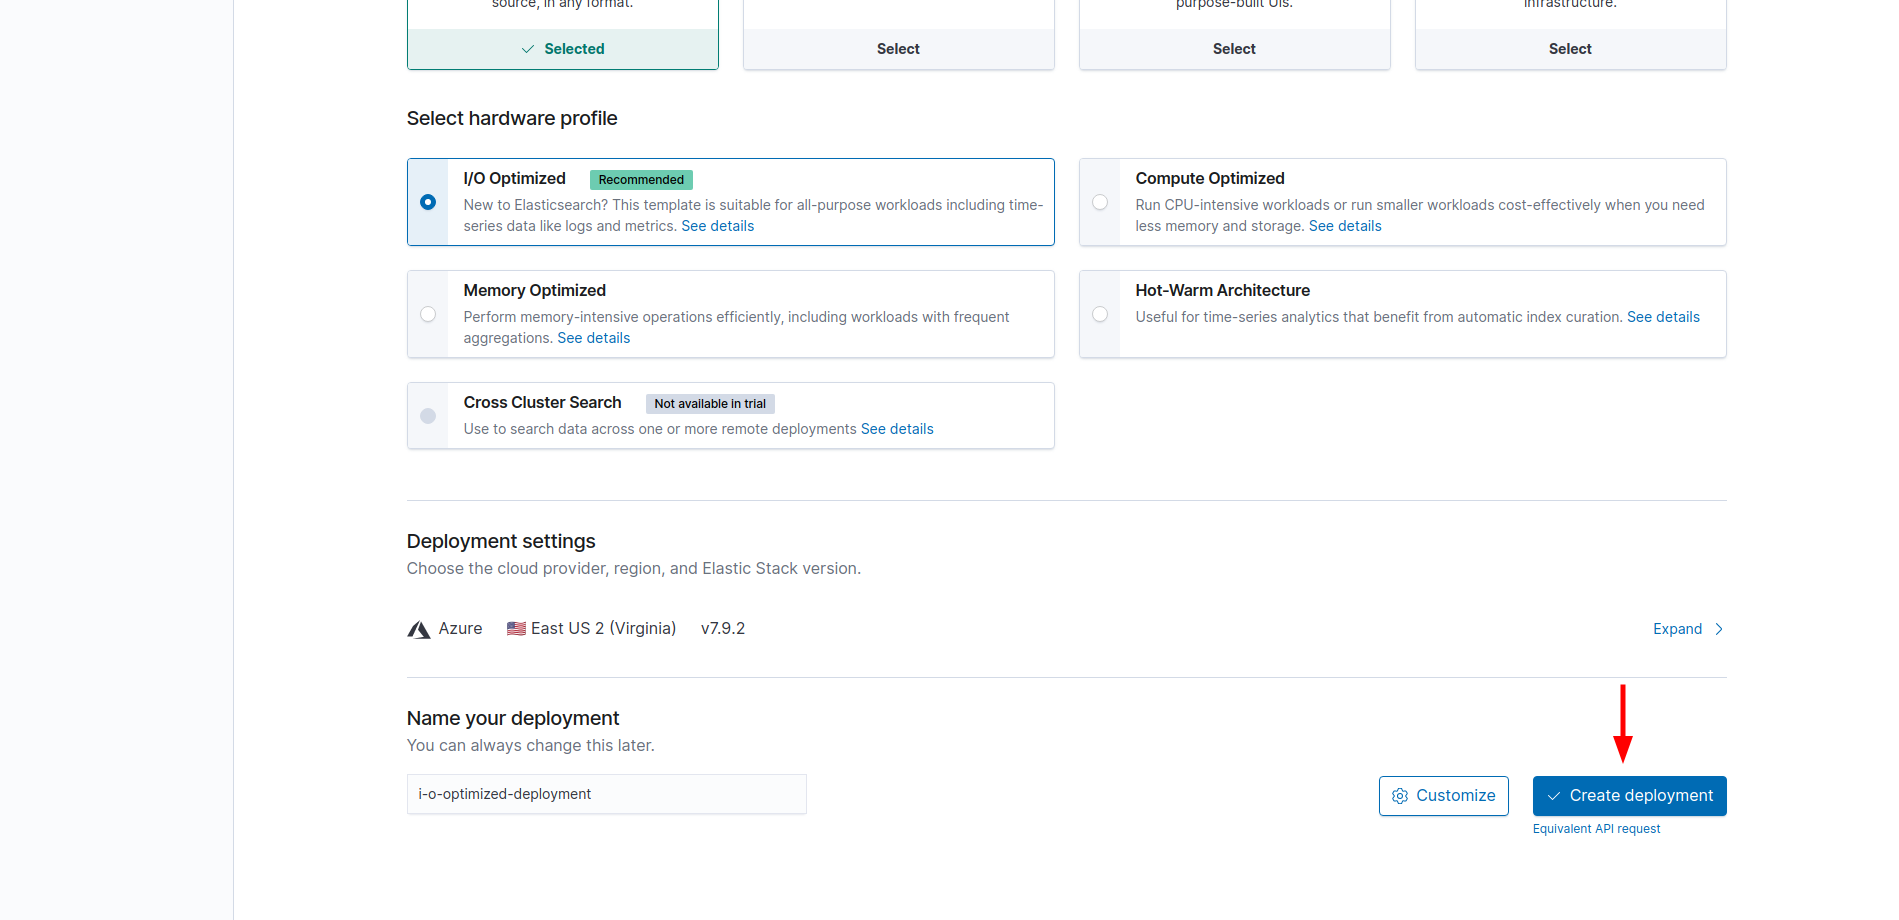 source, in any format.
purpose-built UIs.
infrastructure.
Selected
Select
Select
Select
Select hardware profile
I/O Optimized Recommended
New to Elasticsearch? This template is suitable for all-purpose workloads including time-
series data like logs and metrics. See details
Compute Optimized
Run CPU-intensive workloads or run smaller workloads cost-effectively when you need
less memory and storage. See details
Memory Optimized
Perform memory-intensive operations efficiently, including workloads with frequent
aggregations. See details
Hot-Warm Architecture
Useful for time-series analytics that benefit from automatic index curation. See details
Cross Cluster Search Not available in trial
Use to search data across one or more remote deployments See details
Deployment settings
Choose the cloud provider, region, and Elastic Stack version.
Azure East US 2 (Virginia) v7.9.2
Expand
Name your deployment
You can always change this later.
i-o-optimized-deployment
Customize
Create deployment
Equivalent API request